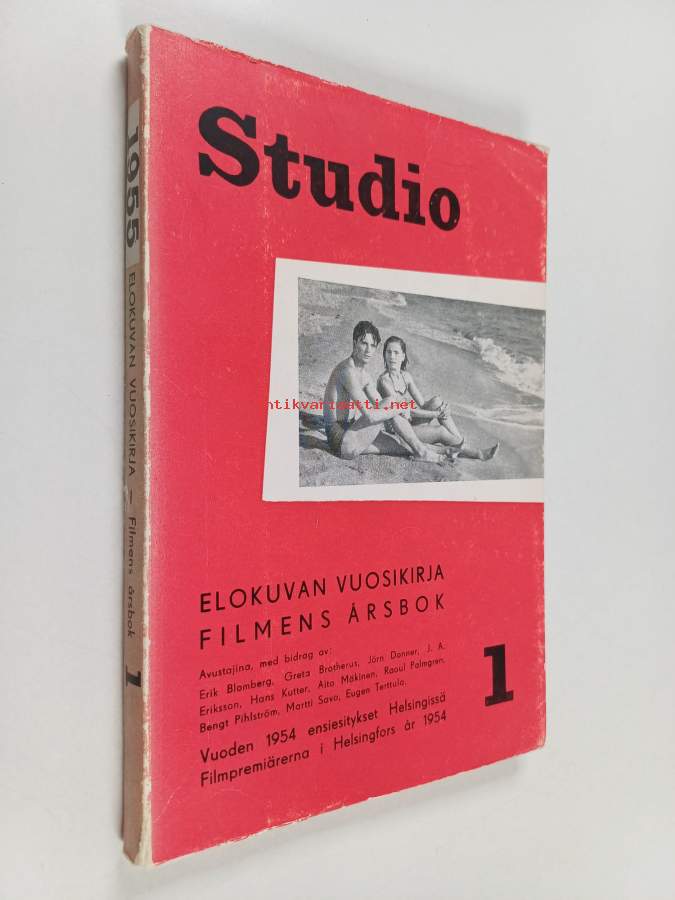 Studio
antikvariaatti.net
ELOKUVAN VUOSIKIRJA
FILMENS ÅRSBOK
Avustajina, med bidrag av:
Erik Blomberg, Greta Brotherus, Jörn Donner, J. A.
Eriksson, Hans Kutter, Aito Mäkinen, Raoul Palmgren,
Bengt Pihlström, Martti Savo, Eugen Terttula.
Vuoden 1954 ensiesitykset Helsingissä
Filmpremiärerna i Helsingfors år 1954
1
1955 ELOKUVAN VUOSIKIRJA – Filmens årsbok 1